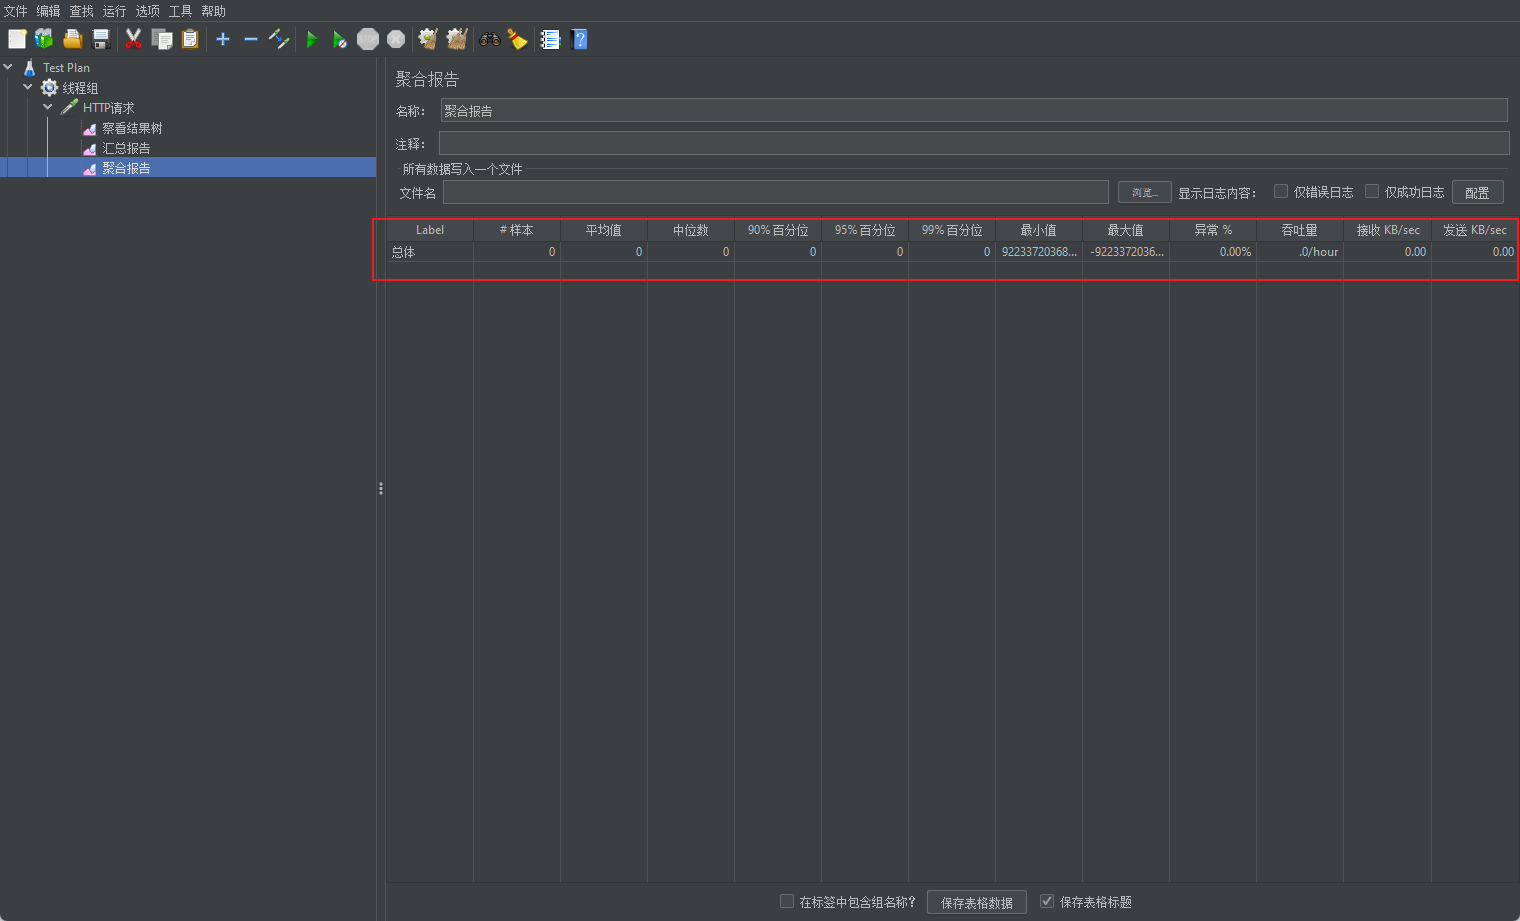 文件 编辑 查找 运行 选项 工具 帮助
STOP
Test Plan
线程组
HTTP请求
察看结果树
汇总报告
聚合报告
聚合报告
名称： 聚合报告
注释：
所有数据写入一个文件
文件名 浏览... 显示日志内容： 仅错误日志 仅成功日志 配置
Label # 样本 平均值 中位数 90% 百分位 95% 百分位 99% 百分位 最小值 最大值 异常 % 吞吐量 接收 KB/sec 发送 KB/sec
总体 0 0 0 0 0 0 92233720368... -9223372036... 0.00% .0/hour 0.00 0.00
在标签中包含组名称? 保存表格数据 保存表格标题